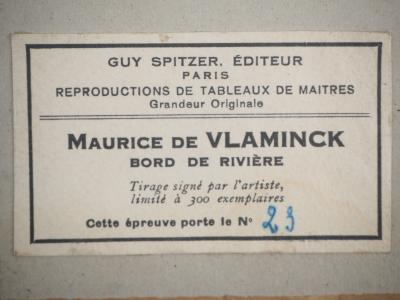 GUY SPITZER, ÉDITEUR
PARIS
REPRODUCTIONS DE TABLEAUX DE MAITRES
Grandeur Originale
MAURICE DE VLAMINCK
BORD DE RIVIÈRE
Tirage signé par l'artiste,
limité à 300 exemplaires
Cette épreuve porte le No 23